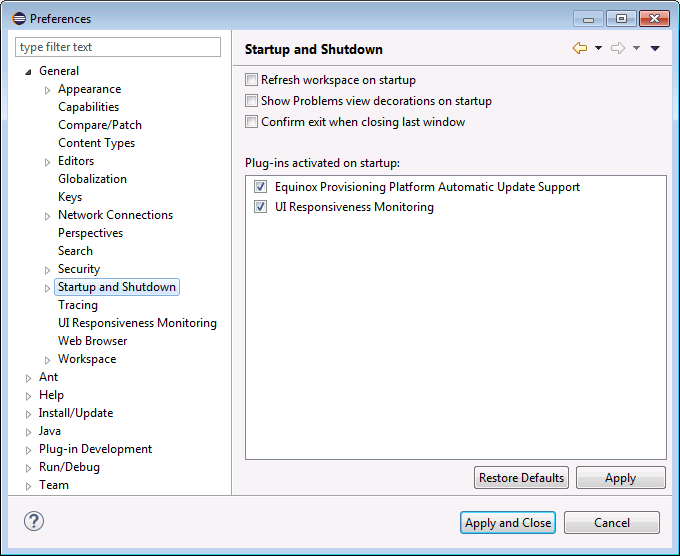 Preferences
type filter text
General
Appearance
Capabilities
Compare/Patch
Content Types
Editors
Globalization
Keys
Network Connections
Perspectives
Search
Security
Startup and Shutdown
Tracing
UI Responsiveness Monitoring
Web Browser
Workspace
Ant
Help
Install/Update
Java
Plug-in Development
Run/Debug
Team
Startup and Shutdown
Refresh workspace on startup
Show Problems view decorations on startup
Confirm exit when closing last window
Plug-ins activated on startup:
Equinox Provisioning Platform Automatic Update Support
UI Responsiveness Monitoring
Restore Defaults
Apply
?
Apply and Close
Cancel